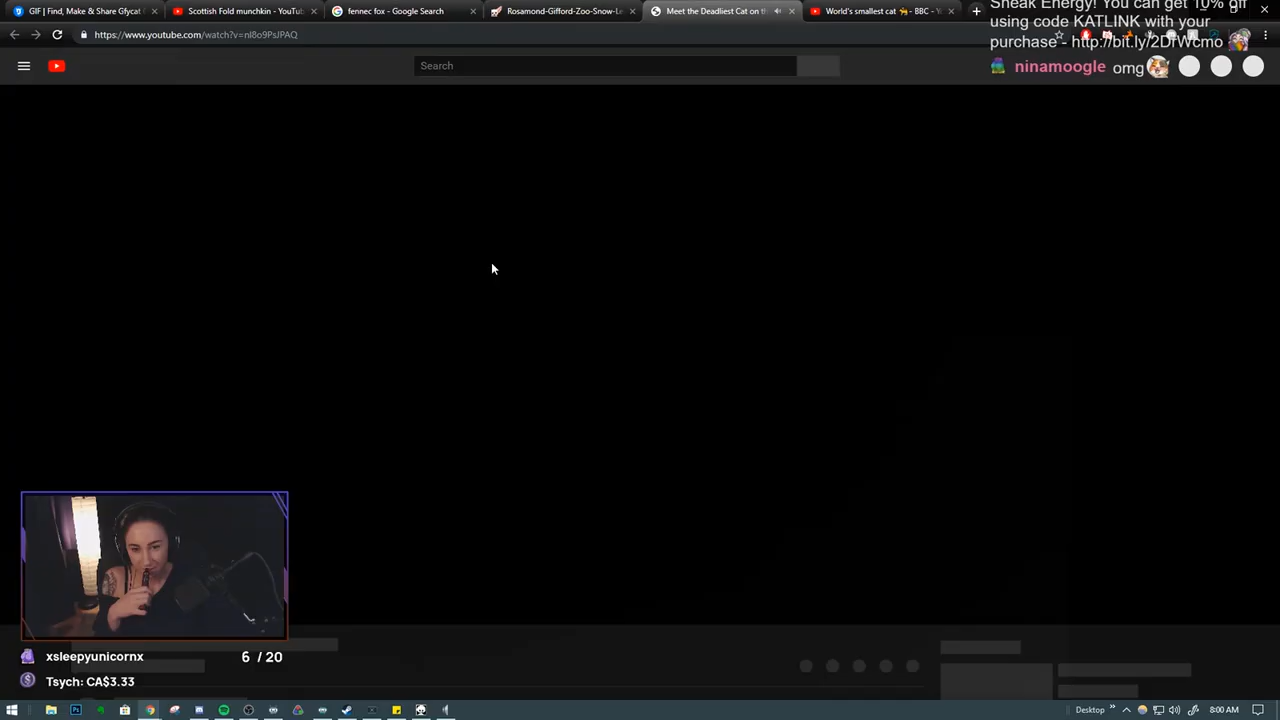 GIF | Find, Make & Share Gfycat
Scottish Fold munchkin - YouTub
fennec fox - Google Search
Rosamond-Gifford-Zoo-Snow-Le
Meet the Deadliest Cat on th
World's smallest cat 🐈 - BBC - Y
https://www.youtube.com/watch?v=nl8o9PsJPAQ
Search
Sneak Energy! You can get 10% off
using code KATLINK with your
purchase - http://bit.ly/2DrWcmo
ninamoogle omg
xsleepyunicornx 6 / 20
Tsych: CA$3.33
Desktop
8:00 AM